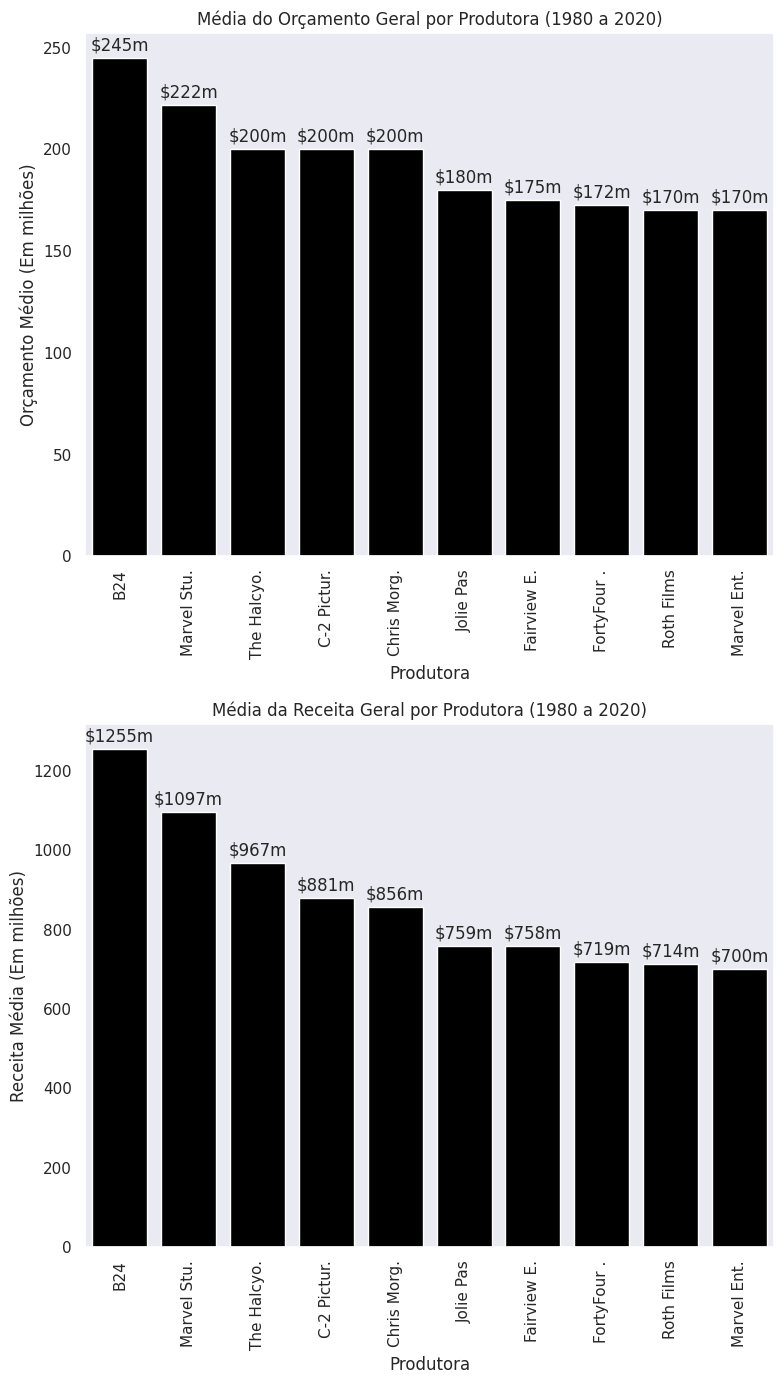 Média do Orçamento Geral por Produtora (1980 a 2020)
Orçamento Médio (Em milhões)
250
200
150
100
50
0
$245m
$222m
$200m
$200m
$200m
$180m
$175m
$172m
$170m
$170m
B24
Marvel Stu.
The Halcyo.
C-2 Pictur.
Chris Morg.
Jolie Pas
Fairview E.
FortyFour .
Roth Films
Marvel Ent.
Produtora
Média da Receita Geral por Produtora (1980 a 2020)
Receita Média (Em milhões)
1200
1000
800
600
400
200
0
$1255m
$1097m
$967m
$881m
$856m
$759m
$758m
$719m
$714m
$700m
B24
Marvel Stu.
The Halcyo.
C-2 Pictur.
Chris Morg.
Jolie Pas
Fairview E.
FortyFour .
Roth Films
Marvel Ent.
Produtora